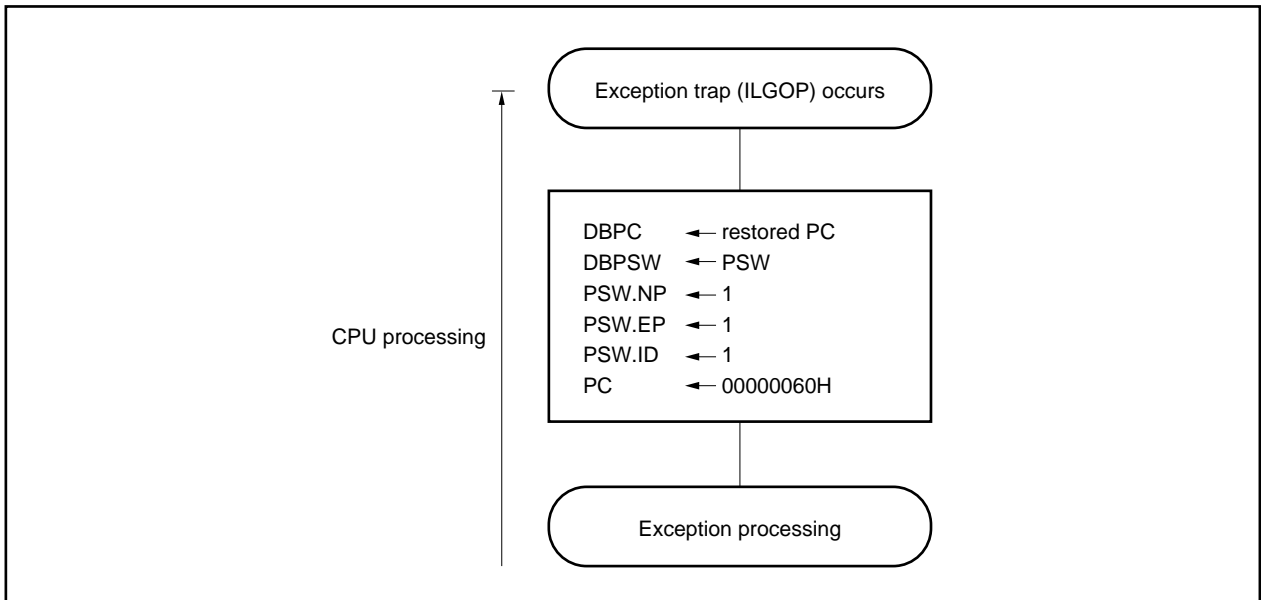 Exception trap (ILGOP) occurs
DBPC ← restored PC
DBPSW ← PSW
PSW.NP ← 1
PSW.EP ← 1
PSW.ID ← 1
PC ← 00000060H
CPU processing
Exception processing